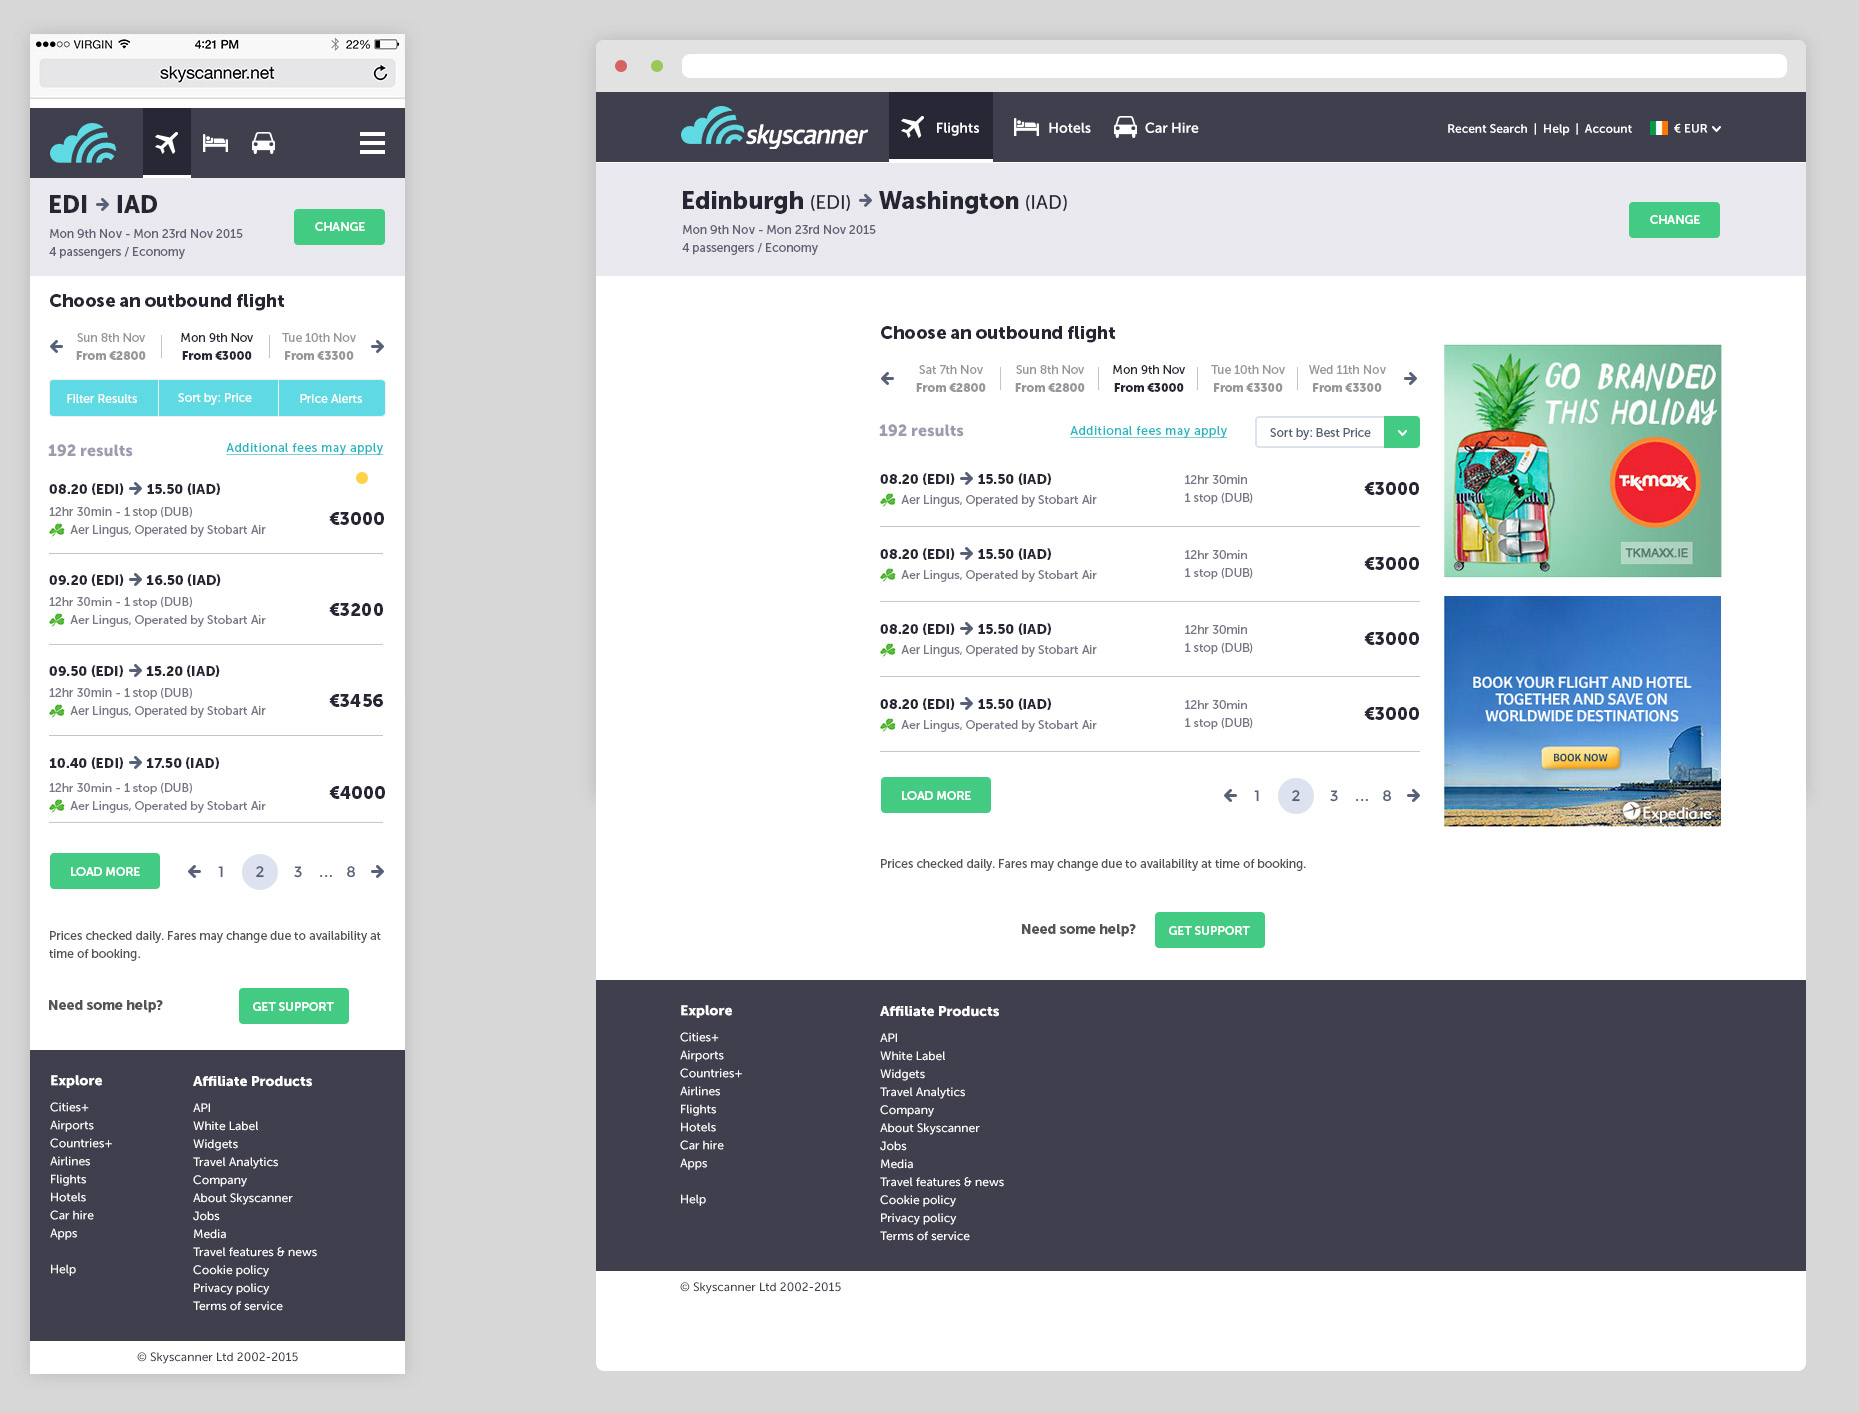 VIRGIN 4:21 PM 22%
skyscanner.net
EDI IAD
Mon 9th Nov - Mon 23rd Nov 2015
4 passengers / Economy
CHANGE
Choose an outbound flight
Sun 8th Nov Mon 9th Nov Tue 10th Nov
From €2800 From €3000 From €3300
Filter Results Sort by: Price Price Alerts
192 results Additional fees may apply
08.20 (EDI) 15.50 (IAD)
12hr 30min - 1 stop (DUB)
Aer Lingus, Operated by Stobart Air
€3000
09.20 (EDI) 16.50 (IAD)
12hr 30min - 1 stop (DUB)
Aer Lingus, Operated by Stobart Air
€3200
09.50 (EDI) 15.20 (IAD)
12hr 30min - 1 stop (DUB)
Aer Lingus, Operated by Stobart Air
€3456
10.40 (EDI) 17.50 (IAD)
12hr 30min - 1 stop (DUB)
Aer Lingus, Operated by Stobart Air
€4000
LOAD MORE 1 2 3 ... 8
Prices checked daily. Fares may change due to availability at
time of booking.
Need some help? GET SUPPORT
Explore
Cities+
Airports
Countries+
Airlines
Flights
Hotels
Car hire
Apps
Help
Affiliate Products
API
White Label
Widgets
Travel Analytics
Company
About Skyscanner
Jobs
Media
Travel features & news
Cookie policy
Privacy policy
Terms of service
© Skyscanner Ltd 2002-2015
skyscanner Flights Hotels Car Hire Recent Search | Help | Account € EUR
Edinburgh (EDI) Washington (IAD)
Mon 9th Nov - Mon 23rd Nov 2015
4 passengers / Economy
CHANGE
Choose an outbound flight
Sat 7th Nov Sun 8th Nov Mon 9th Nov Tue 10th Nov Wed 11th Nov
From €2800 From €2800 From €3000 From €3300 From €3300
192 results Additional fees may apply Sort by: Best Price
08.20 (EDI) 15.50 (IAD)
Aer Lingus, Operated by Stobart Air
12hr 30min
1 stop (DUB)
€3000
08.20 (EDI) 15.50 (IAD)
Aer Lingus, Operated by Stobart Air
12hr 30min
1 stop (DUB)
€3000
08.20 (EDI) 15.50 (IAD)
Aer Lingus, Operated by Stobart Air
12hr 30min
1 stop (DUB)
€3000
08.20 (EDI) 15.50 (IAD)
Aer Lingus, Operated by Stobart Air
12hr 30min
1 stop (DUB)
€3000
LOAD MORE 1 2 3 ... 8
Prices checked daily. Fares may change due to availability at time of booking.
GO BRANDED
THIS HOLIDAY
T·K·maxx
TKMAXX.IE
BOOK YOUR FLIGHT AND HOTEL
TOGETHER AND SAVE ON
WORLDWIDE DESTINATIONS
BOOK NOW
Expedia.ie
Need some help? GET SUPPORT
Explore
Cities+
Airports
Countries+
Airlines
Flights
Hotels
Car hire
Apps
Help
Affiliate Products
API
White Label
Widgets
Travel Analytics
Company
About Skyscanner
Jobs
Media
Travel features & news
Cookie policy
Privacy policy
Terms of service
© Skyscanner Ltd 2002-2015